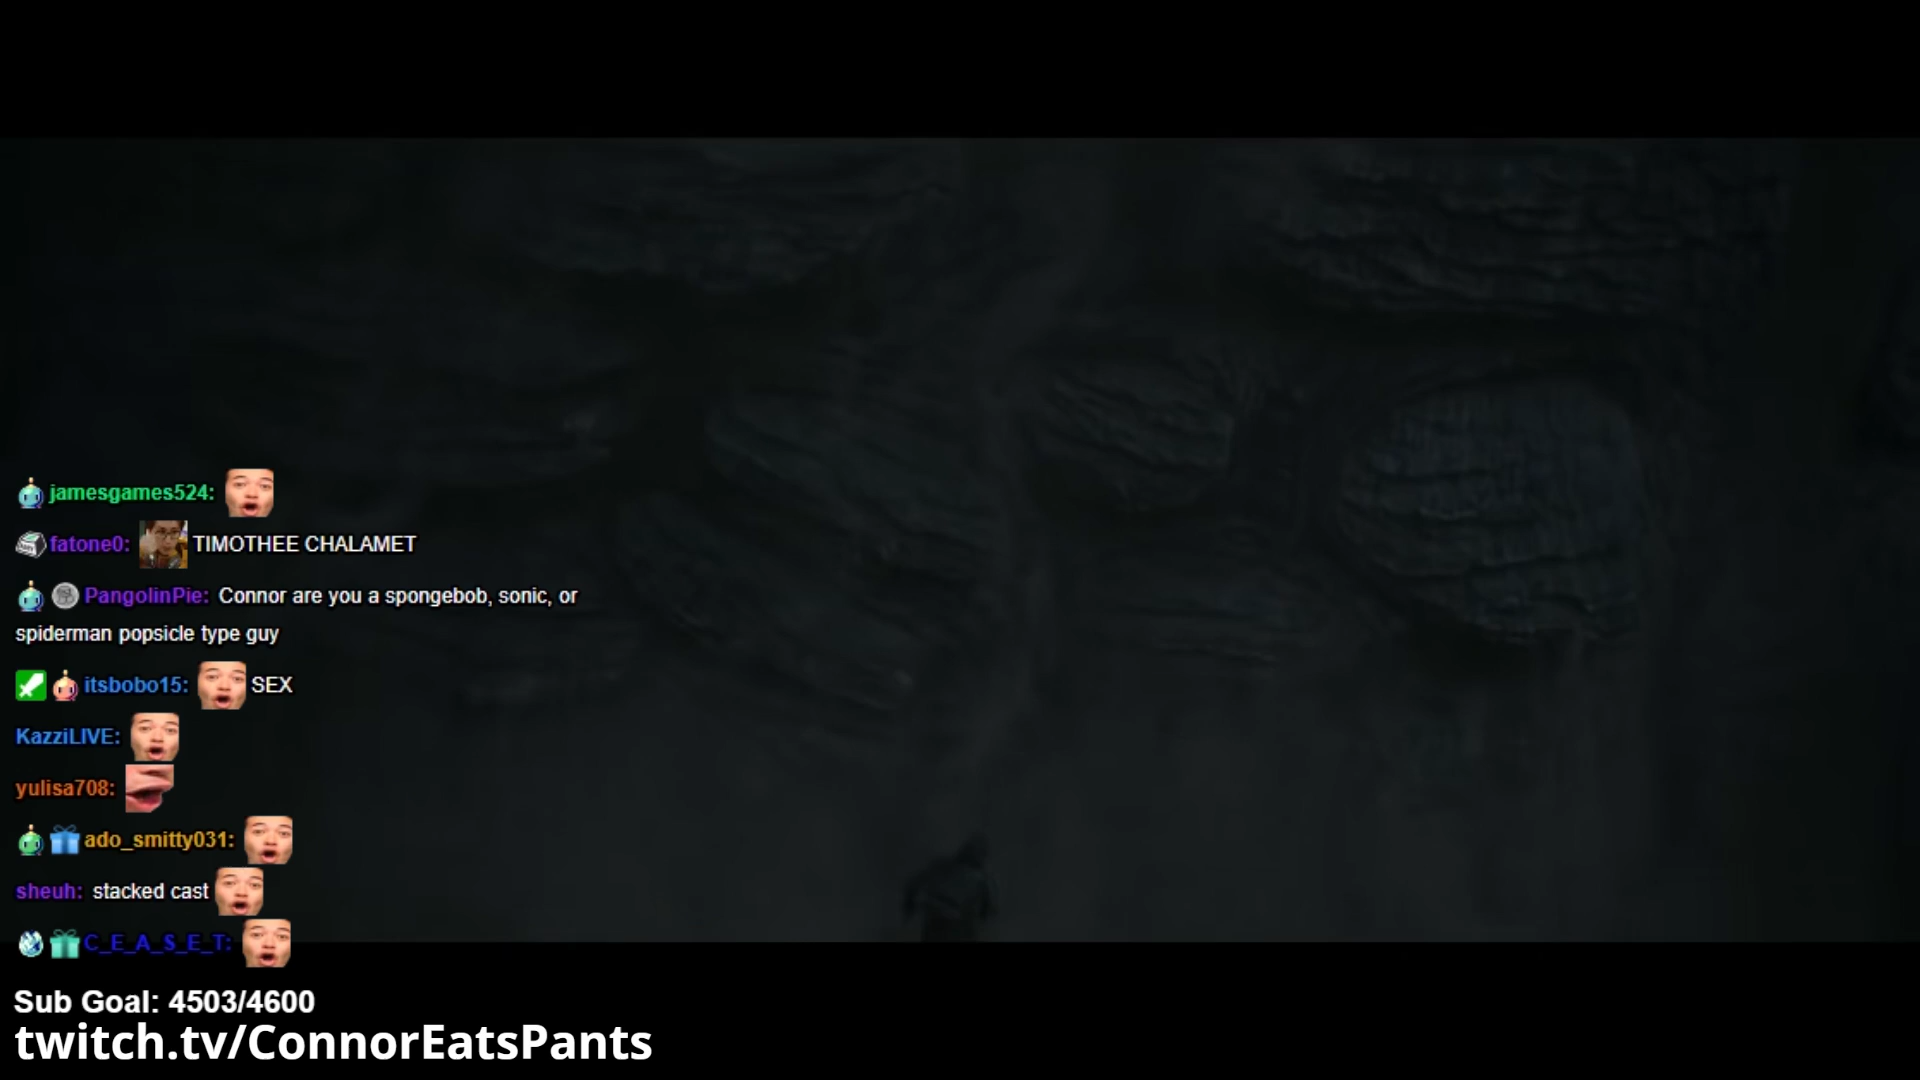 jamesgames524:
fatone0: TIMOTHEE CHALAMET
PangolinPie: Connor are you a spongebob, sonic, or
spiderman popsicle type guy
itsbobo15: SEX
KazziLIVE:
yulisa708:
ado_smitty031:
sheuh: stacked cast
C_E_A_S_E_T:
Sub Goal: 4503/4600
twitch.tv/ConnorEatsPants